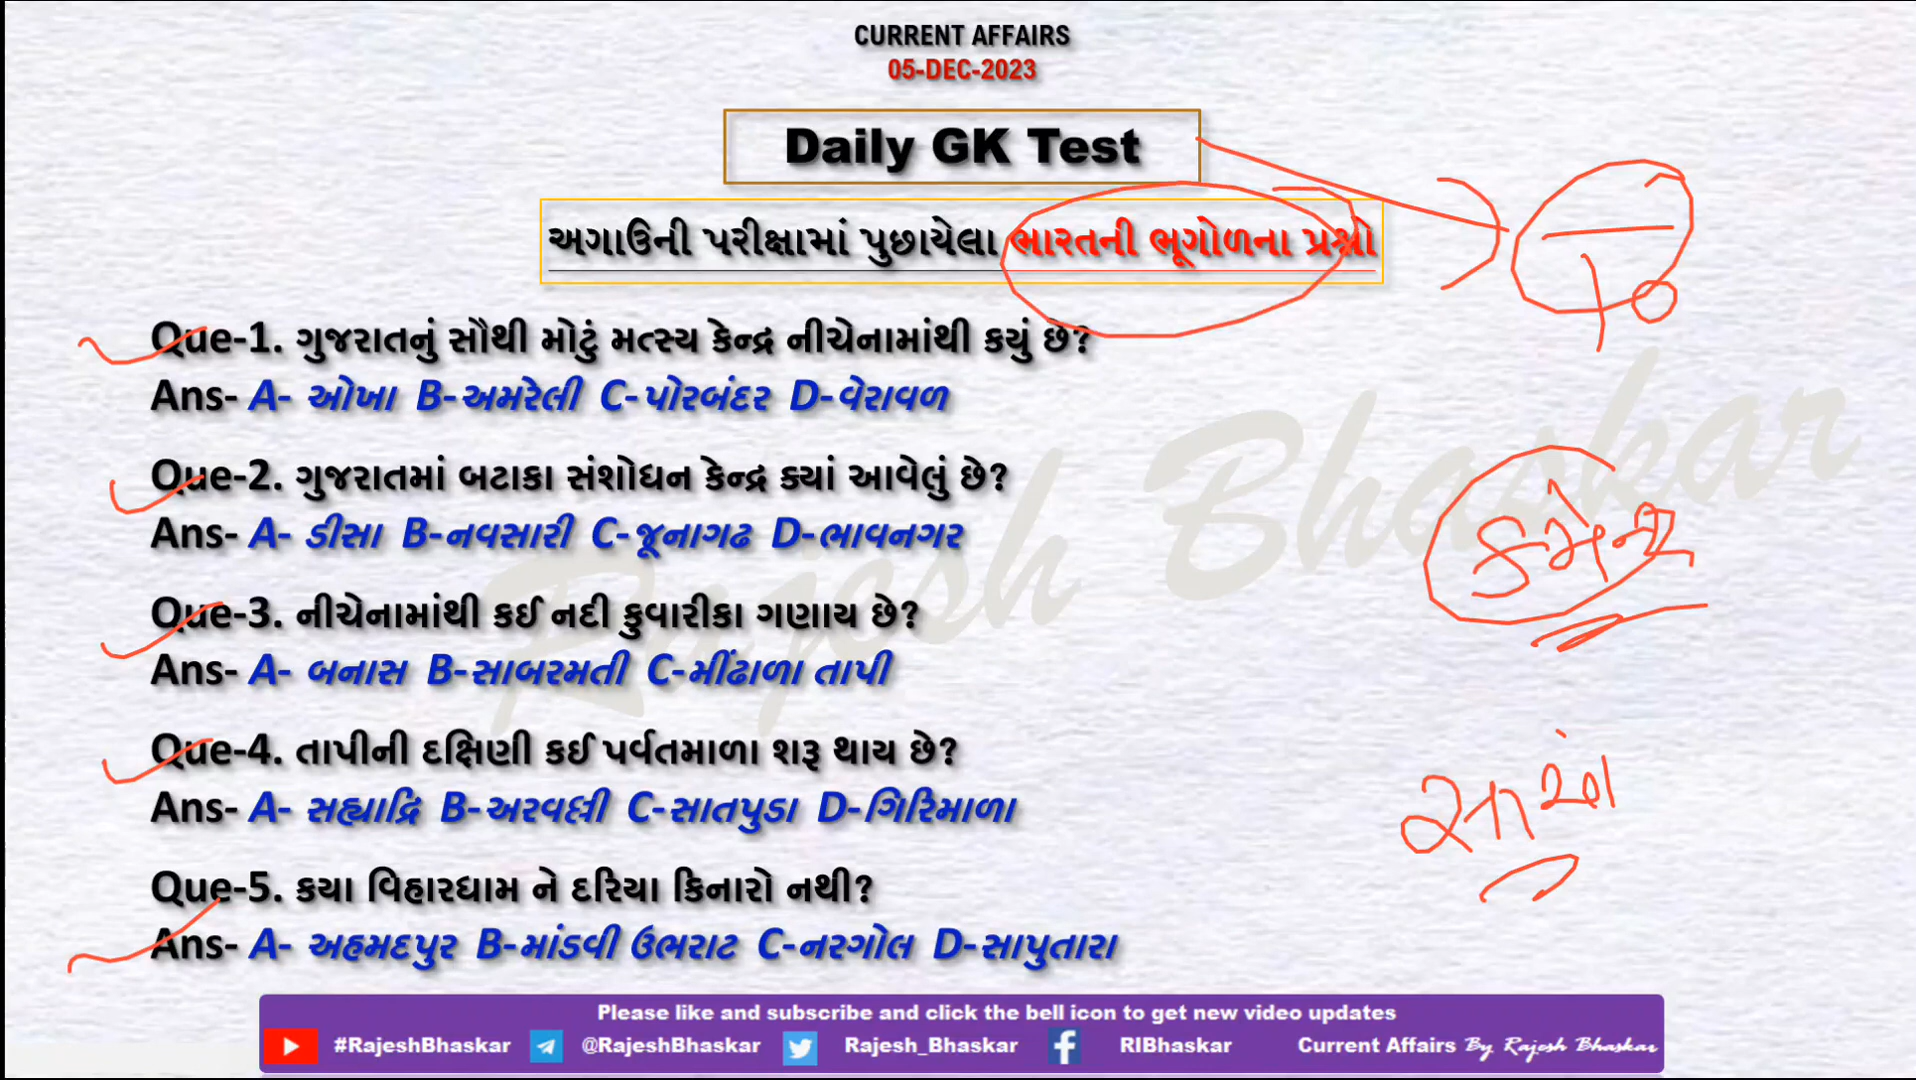 CURRENT AFFAIRS
05-DEC-2023
Daily GK Test
અગાઉની પરીક્ષામાં પુછાયેલા ભારતની ભૂગોળના પ્રશ્નો
Que-1. ગુજરાતનું સૌથી મોટું મત્સ્ય કેન્દ્ર નીચેનામાંથી કયું છે?
Ans- A- ઓખા B-અમરેલી C-પોરબંદર D-વેરાવળ
Que-2. ગુજરાતમાં બટાકા સંશોધન કેન્દ્ર ક્યાં આવેલું છે?
Ans- A- ડીસા B-નવસારી C-જૂનાગઢ D-ભાવનગર
Que-3. નીચેનામાંથી કઈ નદી કુવારીકા ગણાય છે?
Ans- A- બનાસ B-સાબરમતી C-મીંઢાળા તાપી
Que-4. તાપીની દક્ષિણી કઈ પર્વતમાળા શરૂ થાય છે?
Ans- A- સહ્યાદ્રિ B-અરવલ્લી C-સાતપુડા D-ગિરિમાળા
Que-5. કયા વિહારધામ ને દરિયા કિનારો નથી?
Ans- A- અહમદપુર B-માંડવી ઉભરાટ C-નરગોલ D-સાપુતારા
Rajesh Bhaskar
Please like and subscribe and click the bell icon to get new video updates
#RajeshBhaskar @RajeshBhaskar Rajesh_Bhaskar RIBhaskar Current Affairs By Rajesh Bhaskar